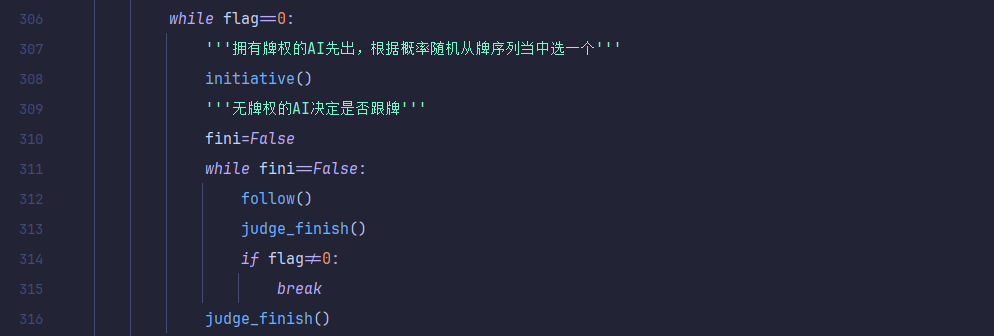 306 while flag==0:
307 '''拥有牌权的AI先出，根据概率随机从牌序列当中选一个'''
308 initiative()
309 '''无牌权的AI决定是否跟牌'''
310 fini=False
311 while fini==False:
312 follow()
313 judge_finish()
314 if flag!=0:
315 break
316 judge_finish()